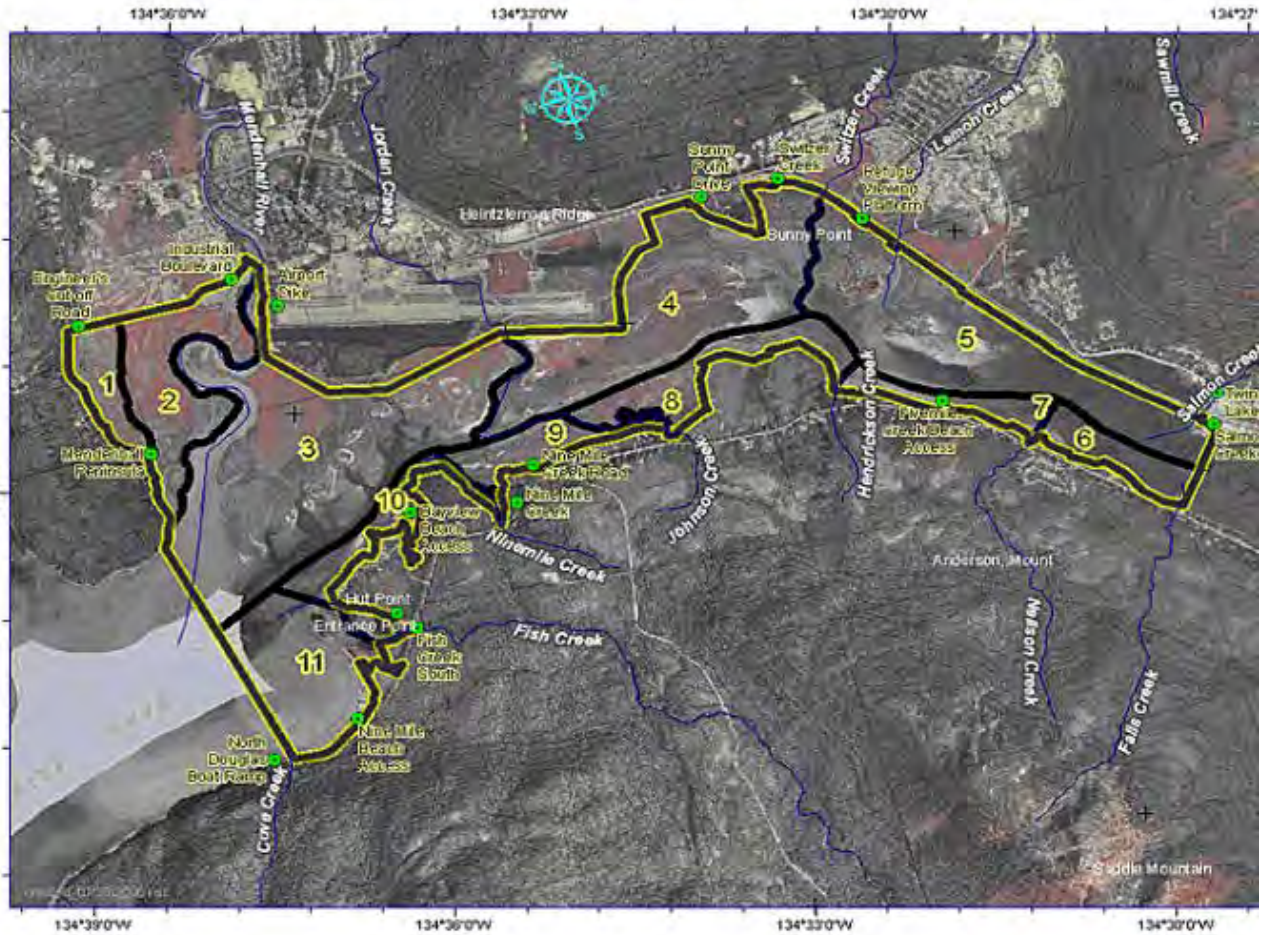 134°36'0"W
134°33'0"W
134°30'0"W
134°27'
Sawmill Creek
Switzer Creek
Lemon Creek
Mendenhall River
Jordan Creek
Sunny
Point
Drive
Switzer
Creek
Refuge
Viewing
Platform
Heintzleman Ridge
Sunny Point
Industrial
Boulevard
Engineer's
Cutoff
Road
Airport
Dike
4
5
1
2
3
8
9
7
6
10
11
Salmon Creek
Twin
Lakes
Salmon
Creek
Hendrickson Creek
Fivemile
Creek Beach
Access
Mendenhall
Peninsula
Nine Mile
Creek Road
Nine Mile
Creek
Johnson Creek
Bayview
Beach
Access
Ninemile Creek
Anderson, Mount
Neilson Creek
Falls Creek
Hut Point
Entrance Point
Fish
Creek
South
Fish Creek
Nine Mile
Beach
Access
North
Douglas
Boat Ramp
Cove Creek
Saddle Mountain
134°39'0"W
134°36'0"W
134°33'0"W
134°30'0"W